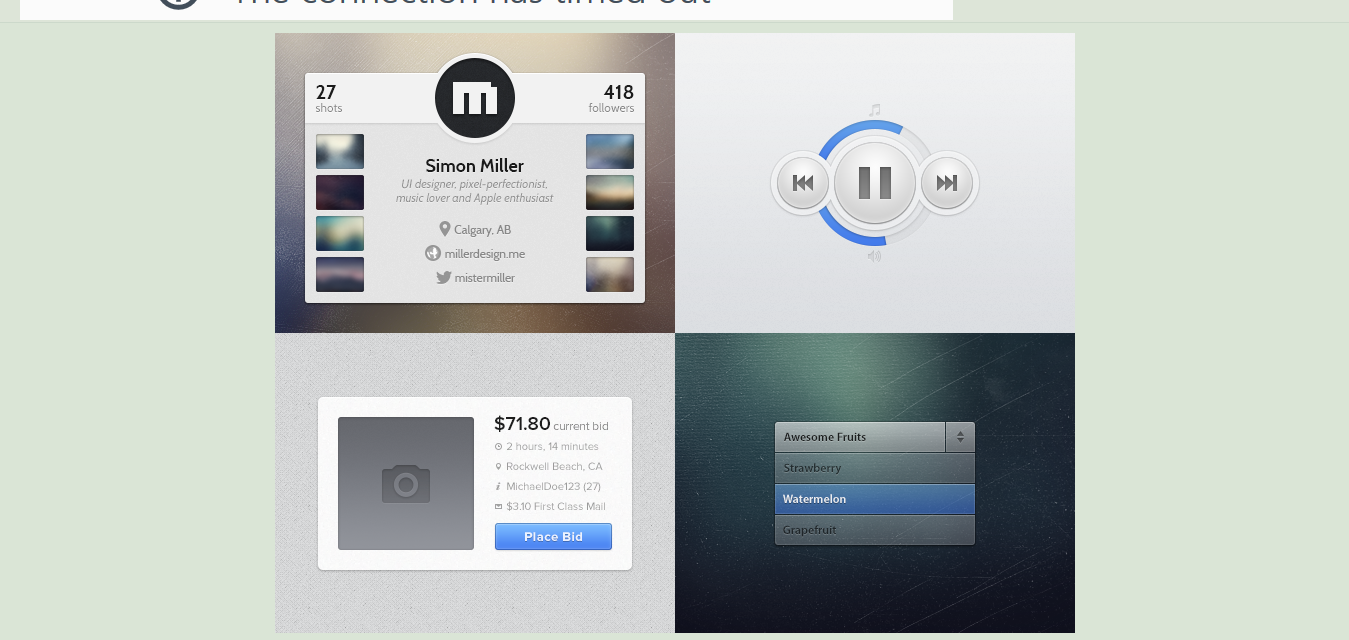 The connection has timed out
27
shots
418
followers
Simon Miller
UI designer, pixel-perfectionist,
music lover and Apple enthusiast
Calgary, AB
millerdesign.me
mistermiller
$71.80 current bid
2 hours, 14 minutes
Rockwell Beach, CA
MichaelDoe123 (27)
$3.10 First Class Mail
Place Bid
Awesome Fruits
Strawberry
Watermelon
Grapefruit